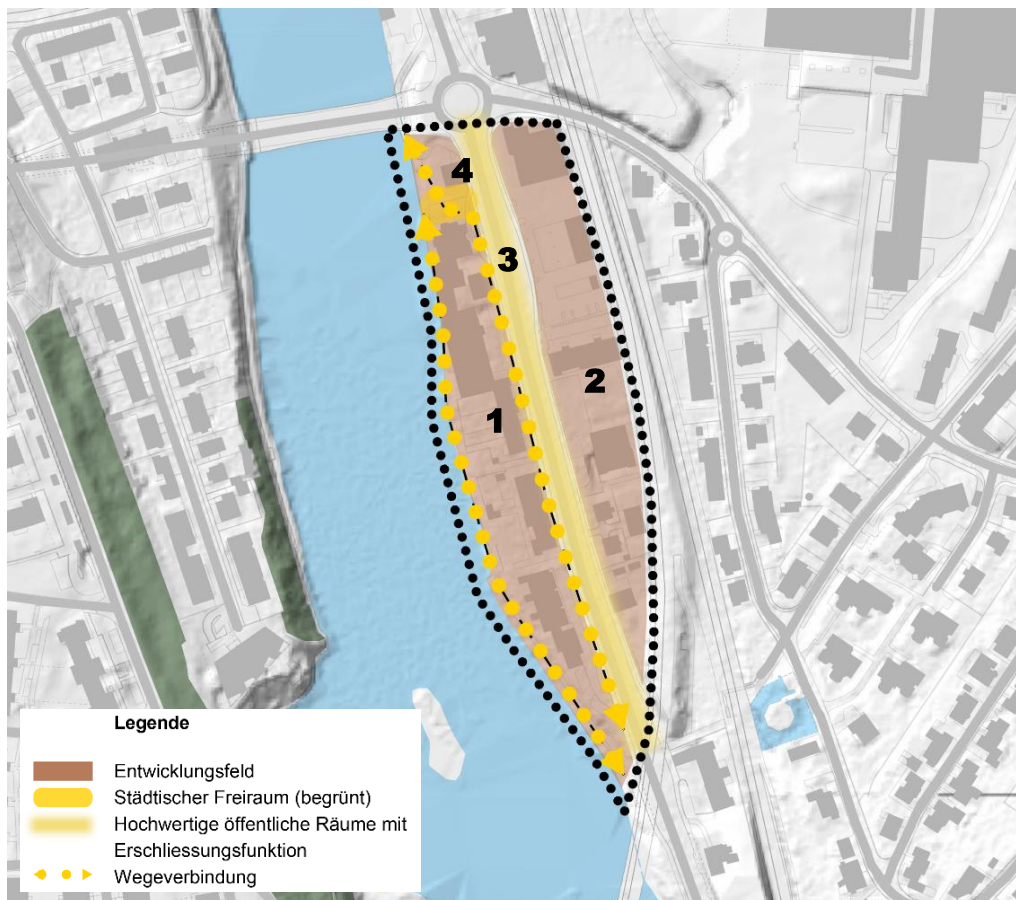 4
3
2
1
Legende
Entwicklungsfeld
Städtischer Freiraum (begrünt)
Hochwertige öffentliche Räume mit
Erschliessungsfunktion
Wegeverbindung